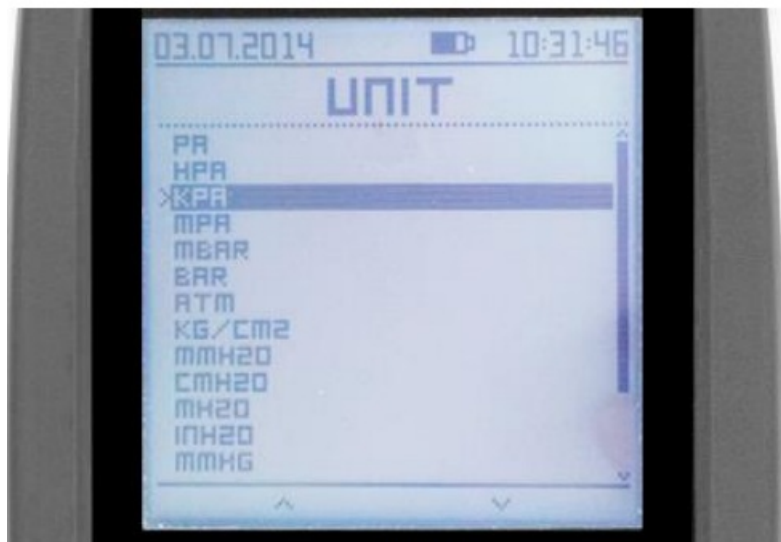 03.07.2014 10:31:46
UNIT
PA
HPA
>KPA
MPA
MBAR
BAR
ATM
KG/CM2
MMH2O
CMH2O
MH2O
INH2O
MMHG